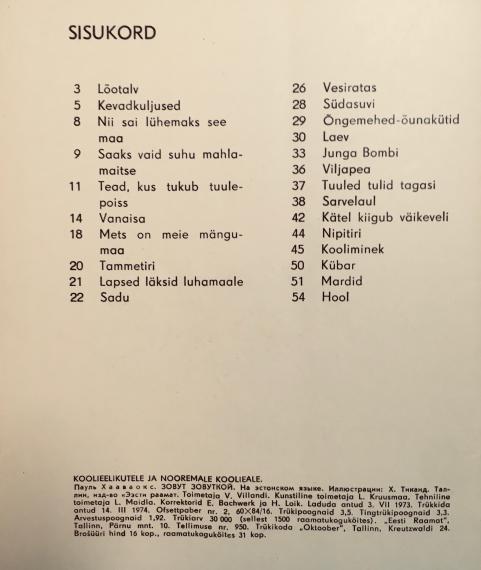 SISUKORD
3 Lõotalv
5 Kevadkuljused
8 Nii sai lühemaks see
maa
9 Saaks vaid suhu mahla-
maitse
11 Tead, kus tukub tuule-
poiss
14 Vanaisa
18 Mets on meie mängu-
maa
20 Tammetiri
21 Lapsed läksid luhamaale
22 Sadu
26 Vesiratas
28 Südasuvi
29 Õngemehed-õunakütid
30 Laev
33 Junga Bombi
36 Viljapea
37 Tuuled tulid tagasi
38 Sarvelaul
42 Kätel kiigub väikeveli
44 Nipitiri
45 Kooliminek
50 Kübar
51 Mardid
54 Hool
KOOLIEELIKUTELE JA NOOREMALE KOOLIEALE.
Пауль Хааваокс. ЗОВУТ ЗОВУТКОЙ. На эстонском языке. Иллюстрации: Х. Тиканд. Тал-
лин, изд-во «Ээсти раамат. Toimetaja V. Villandi. Kunstiline toimetaja L. Kruusmaa. Tehniline
toimetaja L. Maidla. Korrektorid E. Bachwerk ja H. Loik. Laduda antud 3. VII 1973. Trükkida
antud 14. III 1974. Ofsettpaber nr. 2, 60×84/16. Trükipoognaid 3,5. Tingtrükipoognaid 3,3.
Arvestuspoognaid 1,92. Trükiarv 30 000 (sellest 1500 raamatukoguköites). „Eesti Raamat",
Tallinn, Pärnu mnt. 10. Tellimuse nr. 950. Trükikoda „Oktoober", Tallinn, Kreutzwaldi 24.
Brošüüri hind 16 kop., raamatukoguköites 31 kop.